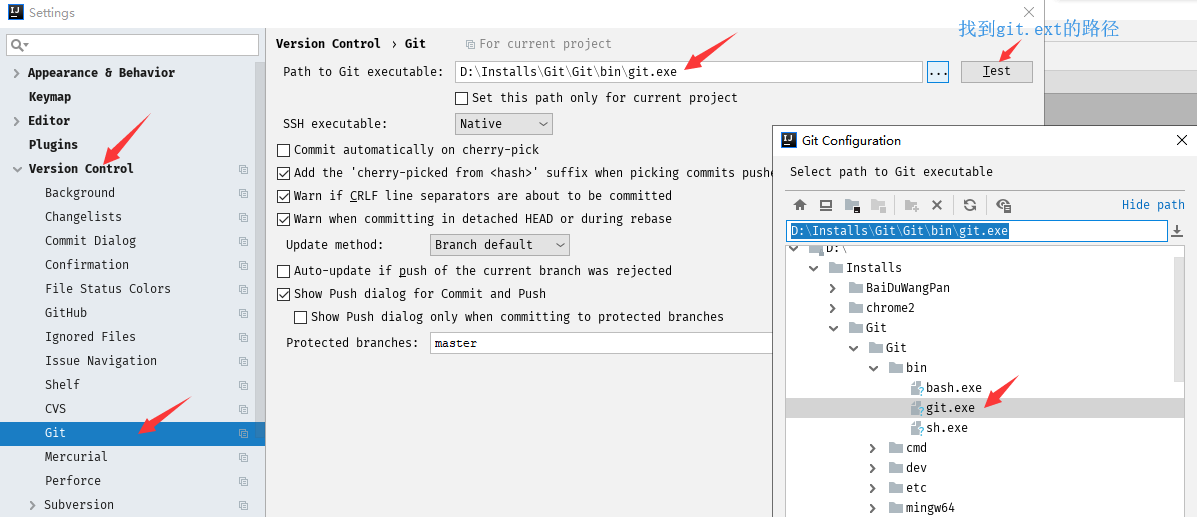 Settings
找到git.ext的路径
Appearance & Behavior
Keymap
Editor
Plugins
Version Control
Background
Changelists
Commit Dialog
Confirmation
File Status Colors
GitHub
Ignored Files
Issue Navigation
Shelf
CVS
Git
Mercurial
Perforce
Subversion
Version Control › Git
For current project
Path to Git executable: D:\Installs\Git\Git\bin\git.exe ... Test
Set this path only for current project
SSH executable: Native
Commit automatically on cherry-pick
Add the 'cherry-picked from <hash>' suffix when picking commits pushe
Warn if CRLF line separators are about to be committed
Warn when committing in detached HEAD or during rebase
Update method: Branch default
Auto-update if push of the current branch was rejected
Show Push dialog for Commit and Push
Show Push dialog only when committing to protected branches
Protected branches: master
Git Configuration
Select path to Git executable
Hide path
D:\Installs\Git\Git\bin\git.exe
D:\
Installs
BaiDuWangPan
chrome2
Git
Git
bin
bash.exe
git.exe
sh.exe
cmd
dev
etc
mingw64